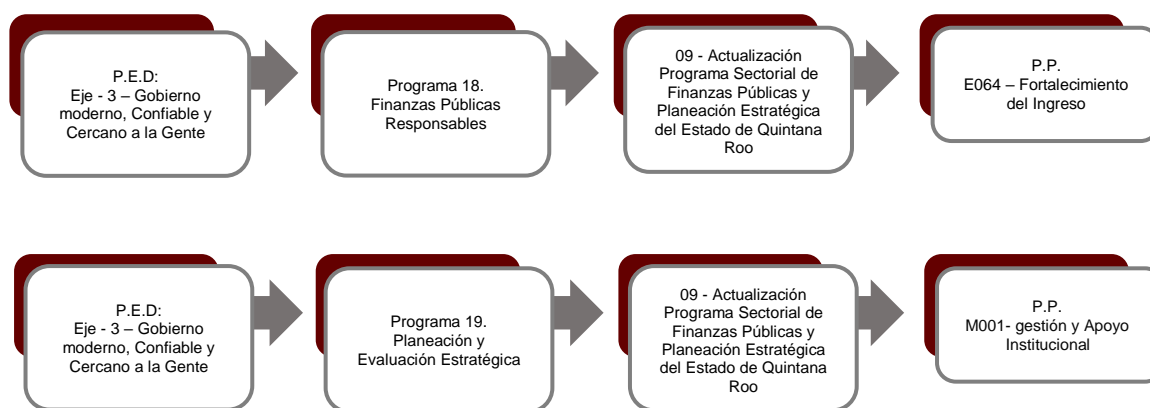 P.E.D:
Eje - 3 – Gobierno
moderno, Confiable y
Cercano a la Gente
Programa 18.
Finanzas Públicas
Responsables
09 - Actualización
Programa Sectorial de
Finanzas Públicas y
Planeación Estratégica
del Estado de Quintana
Roo
P.P.
E064 – Fortalecimiento
del Ingreso
P.E.D:
Eje - 3 – Gobierno
moderno, Confiable y
Cercano a la Gente
Programa 19.
Planeación y
Evaluación Estratégica
09 - Actualización
Programa Sectorial de
Finanzas Públicas y
Planeación Estratégica
del Estado de Quintana
Roo
P.P.
M001- gestión y Apoyo
Institucional